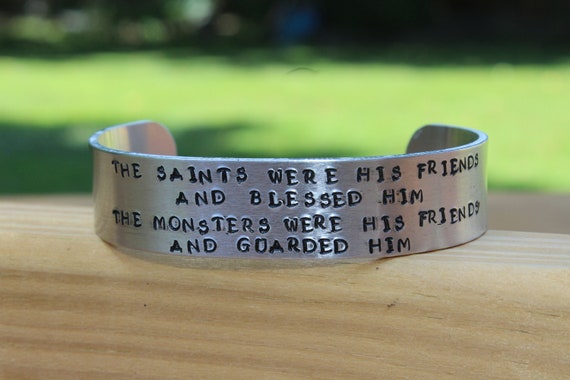 THE SAINTS WERE HIS FRIENDS
AND BLESSED HIM
THE MONSTERS WERE HIS FRIENDS
AND GUARDED HIM